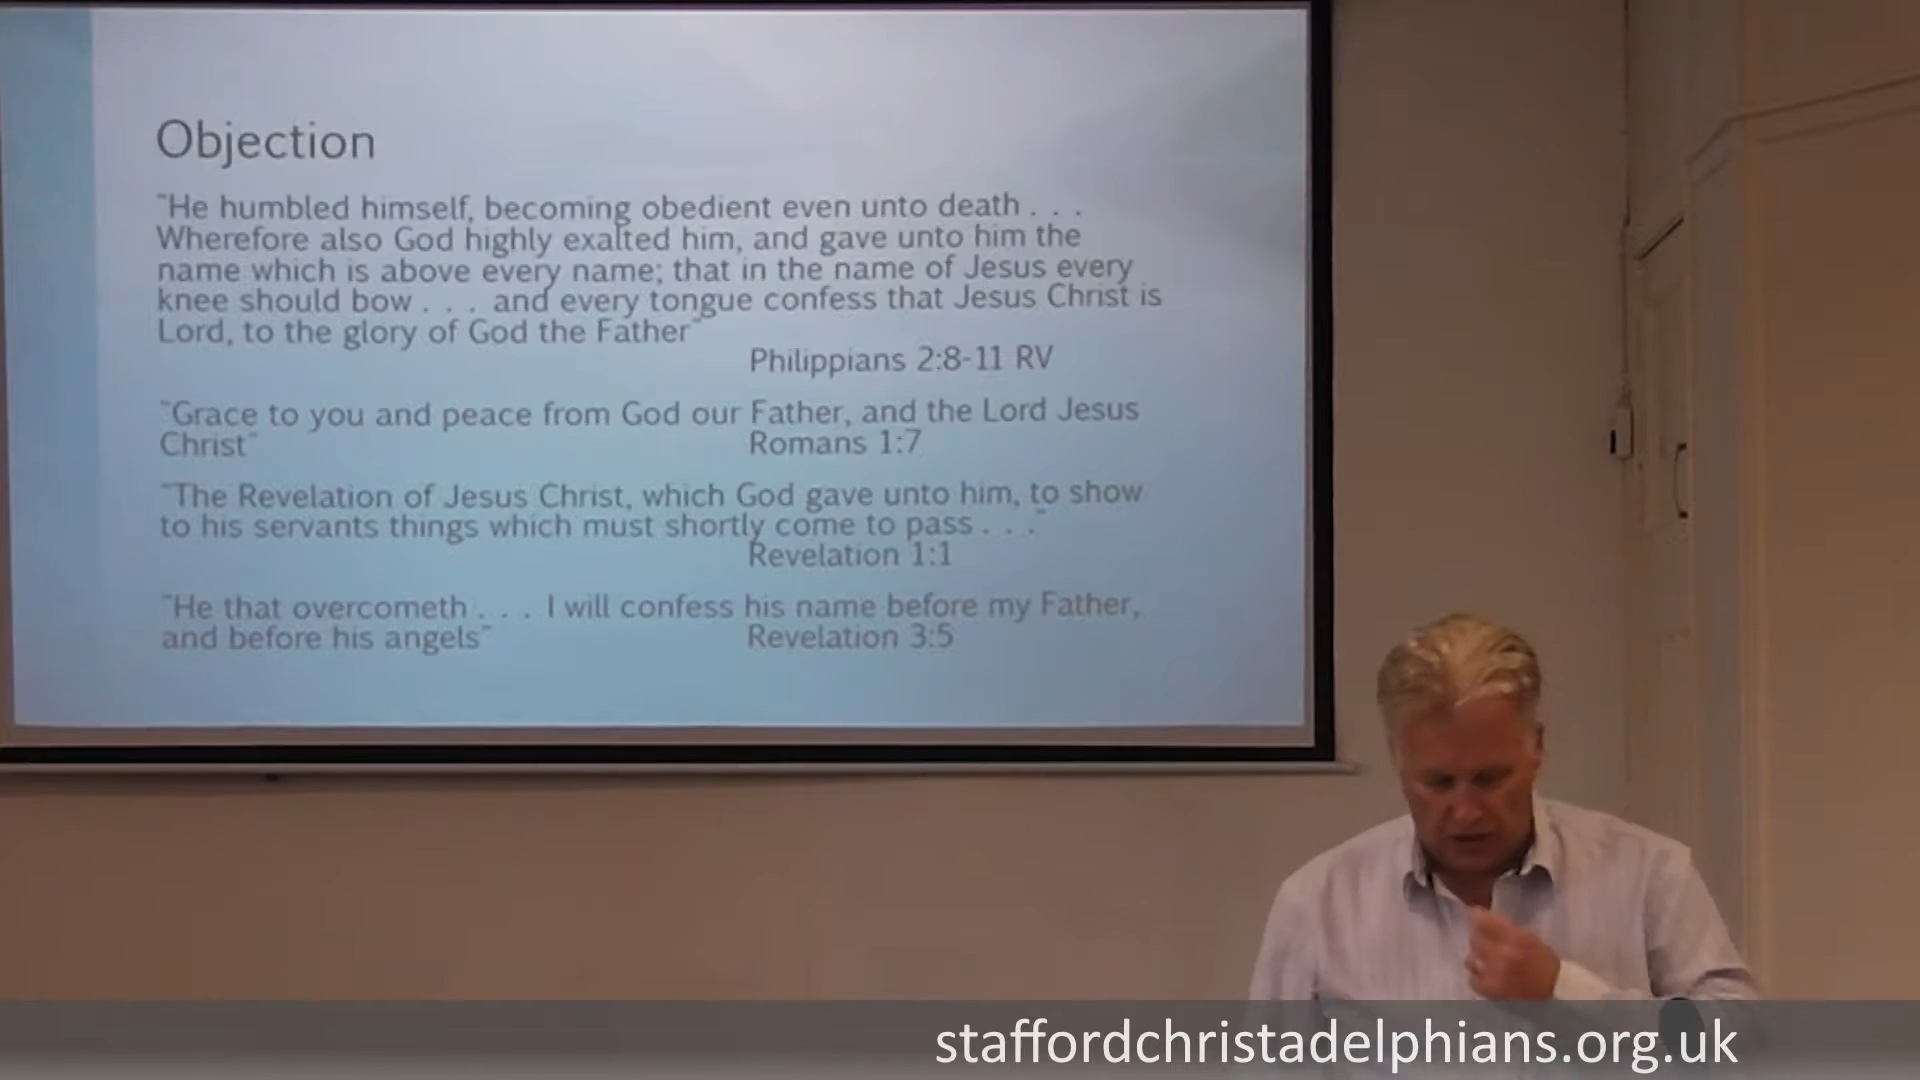 Objection
"He humbled himself, becoming obedient even unto death . . .
Wherefore also God highly exalted him, and gave unto him the
name which is above every name; that in the name of Jesus every
knee should bow . . . and every tongue confess that Jesus Christ is
Lord, to the glory of God the Father"
Philippians 2:8-11 RV
"Grace to you and peace from God our Father, and the Lord Jesus
Christ" Romans 1:7
"The Revelation of Jesus Christ, which God gave unto him, to show
to his servants things which must shortly come to pass . . ."
Revelation 1:1
"He that overcometh . . . I will confess his name before my Father,
and before his angels" Revelation 3:5
staffordchristadelphians.org.uk